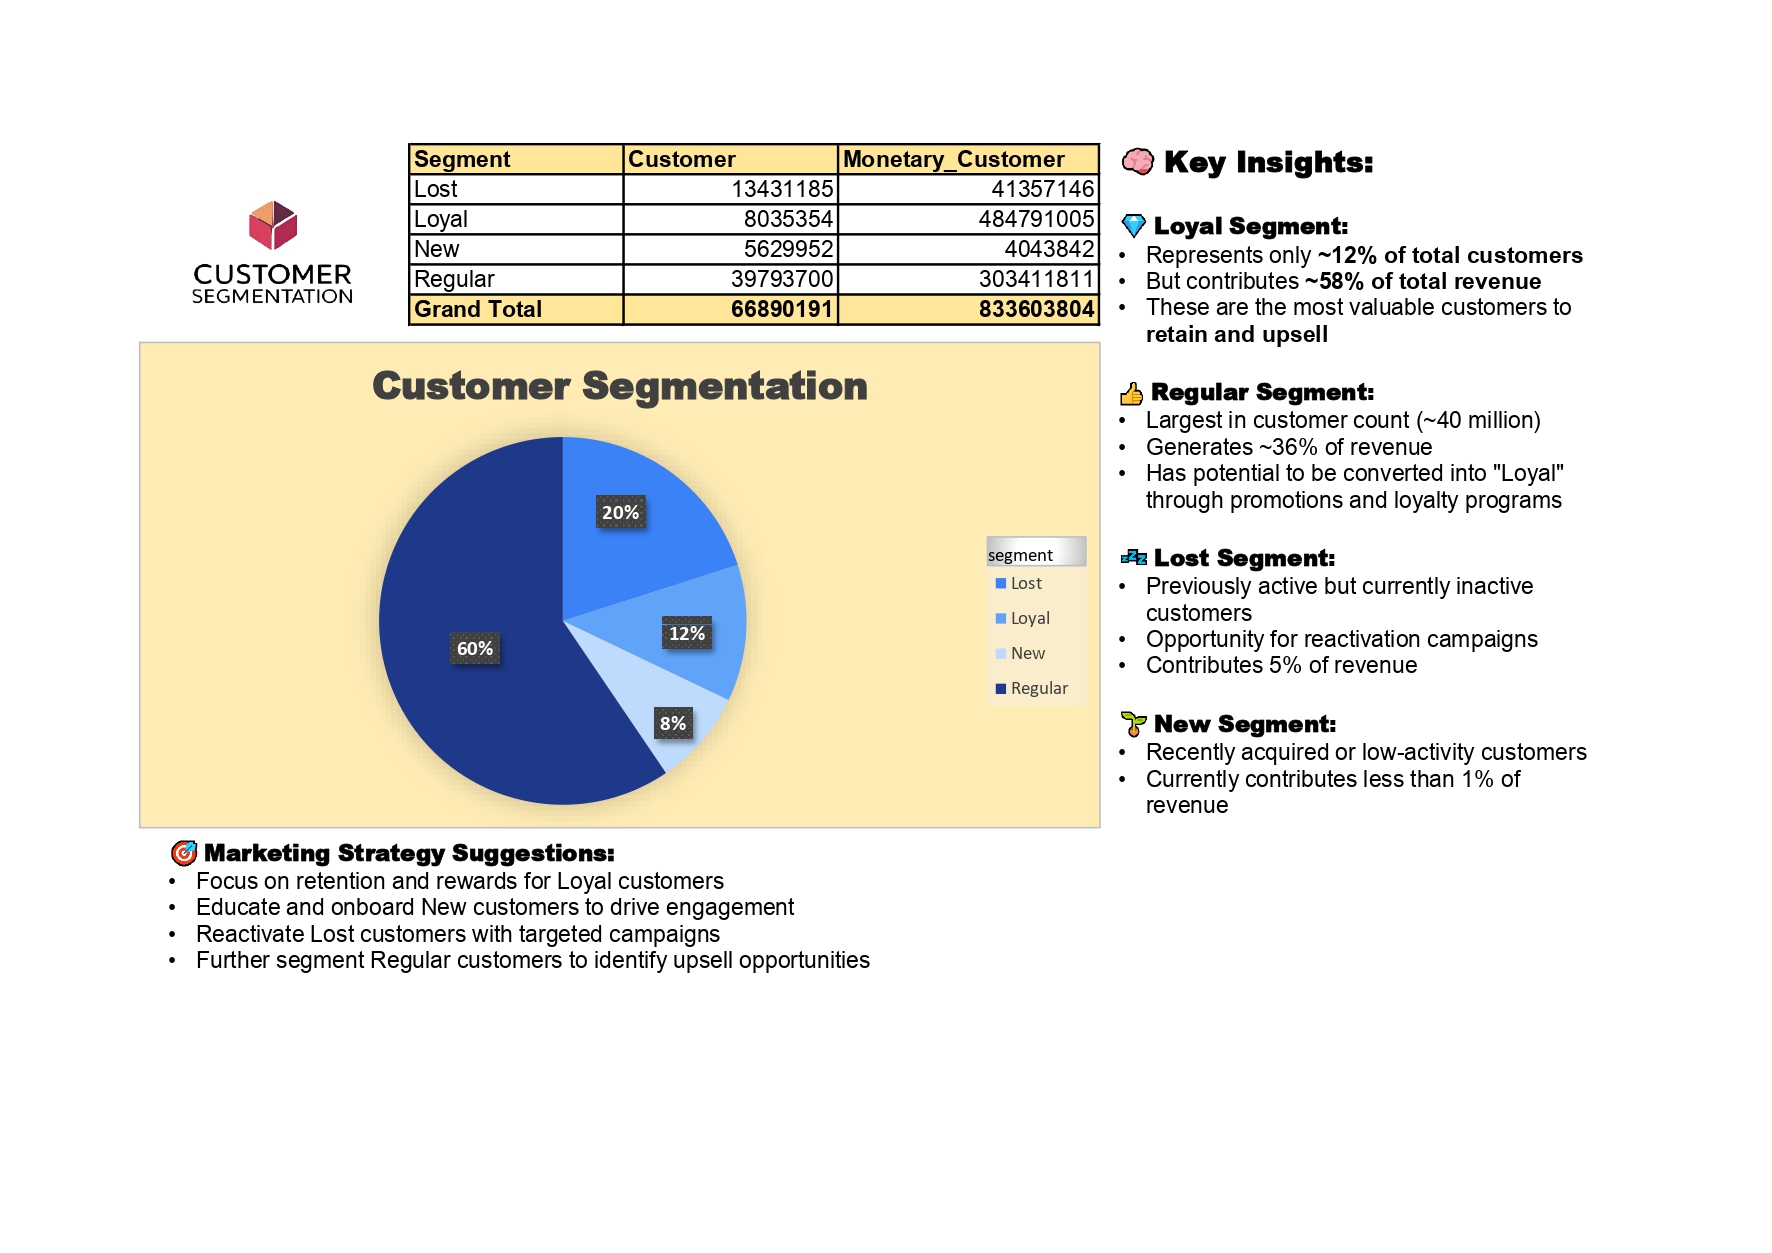 CUSTOMER
SEGMENTATION
Segment Customer Monetary_Customer
Lost 13431185 41357146
Loyal 8035354 484791005
New 5629952 4043842
Regular 39793700 303411811
Grand Total 66890191 833603804
Customer Segmentation
20%
12%
8%
60%
segment
Lost
Loyal
New
Regular
🧠 Key Insights:
💎 Loyal Segment:
• Represents only ~12% of total customers
• But contributes ~58% of total revenue
• These are the most valuable customers to
retain and upsell
👍 Regular Segment:
• Largest in customer count (~40 million)
• Generates ~36% of revenue
• Has potential to be converted into "Loyal"
through promotions and loyalty programs
💤 Lost Segment:
• Previously active but currently inactive
customers
• Opportunity for reactivation campaigns
• Contributes 5% of revenue
🌱 New Segment:
• Recently acquired or low-activity customers
• Currently contributes less than 1% of
revenue
🎯 Marketing Strategy Suggestions:
• Focus on retention and rewards for Loyal customers
• Educate and onboard New customers to drive engagement
• Reactivate Lost customers with targeted campaigns
• Further segment Regular customers to identify upsell opportunities